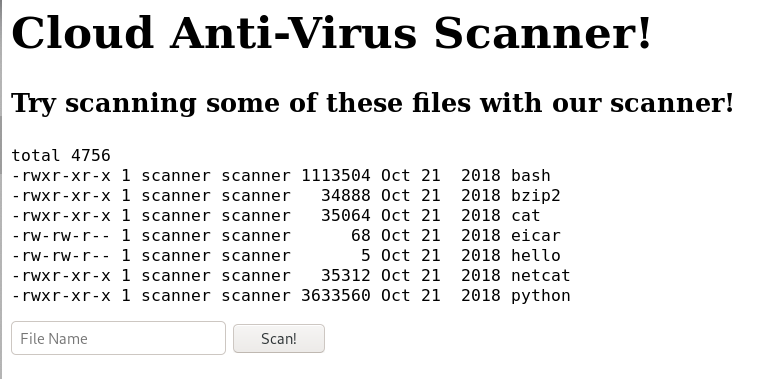 Cloud Anti-Virus Scanner!
Try scanning some of these files with our scanner!
total 4756
-rwxr-xr-x 1 scanner scanner 1113504 Oct 21  2018 bash
-rwxr-xr-x 1 scanner scanner   34888 Oct 21  2018 bzip2
-rwxr-xr-x 1 scanner scanner   35064 Oct 21  2018 cat
-rw-rw-r-- 1 scanner scanner      68 Oct 21  2018 eicar
-rw-rw-r-- 1 scanner scanner       5 Oct 21  2018 hello
-rwxr-xr-x 1 scanner scanner   35312 Oct 21  2018 netcat
-rwxr-xr-x 1 scanner scanner 3633560 Oct 21  2018 python
File Name Scan!